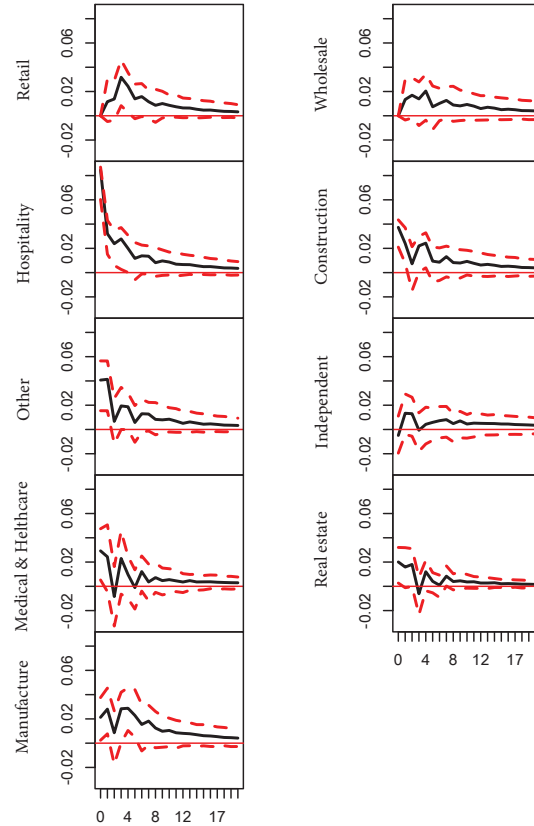 Retail
-0.02 0.02 0.06
Hospitality
-0.02 0.02 0.06
Other
-0.02 0.02 0.06
Medical & Helthcare
-0.02 0.02 0.06
Manufacture
-0.02 0.02 0.06
0 4 8 12 17
Wholesale
-0.02 0.02 0.06
Construction
-0.02 0.02 0.06
Independent
-0.02 0.02 0.06
Real estate
-0.02 0.02 0.06
0 4 8 12 17